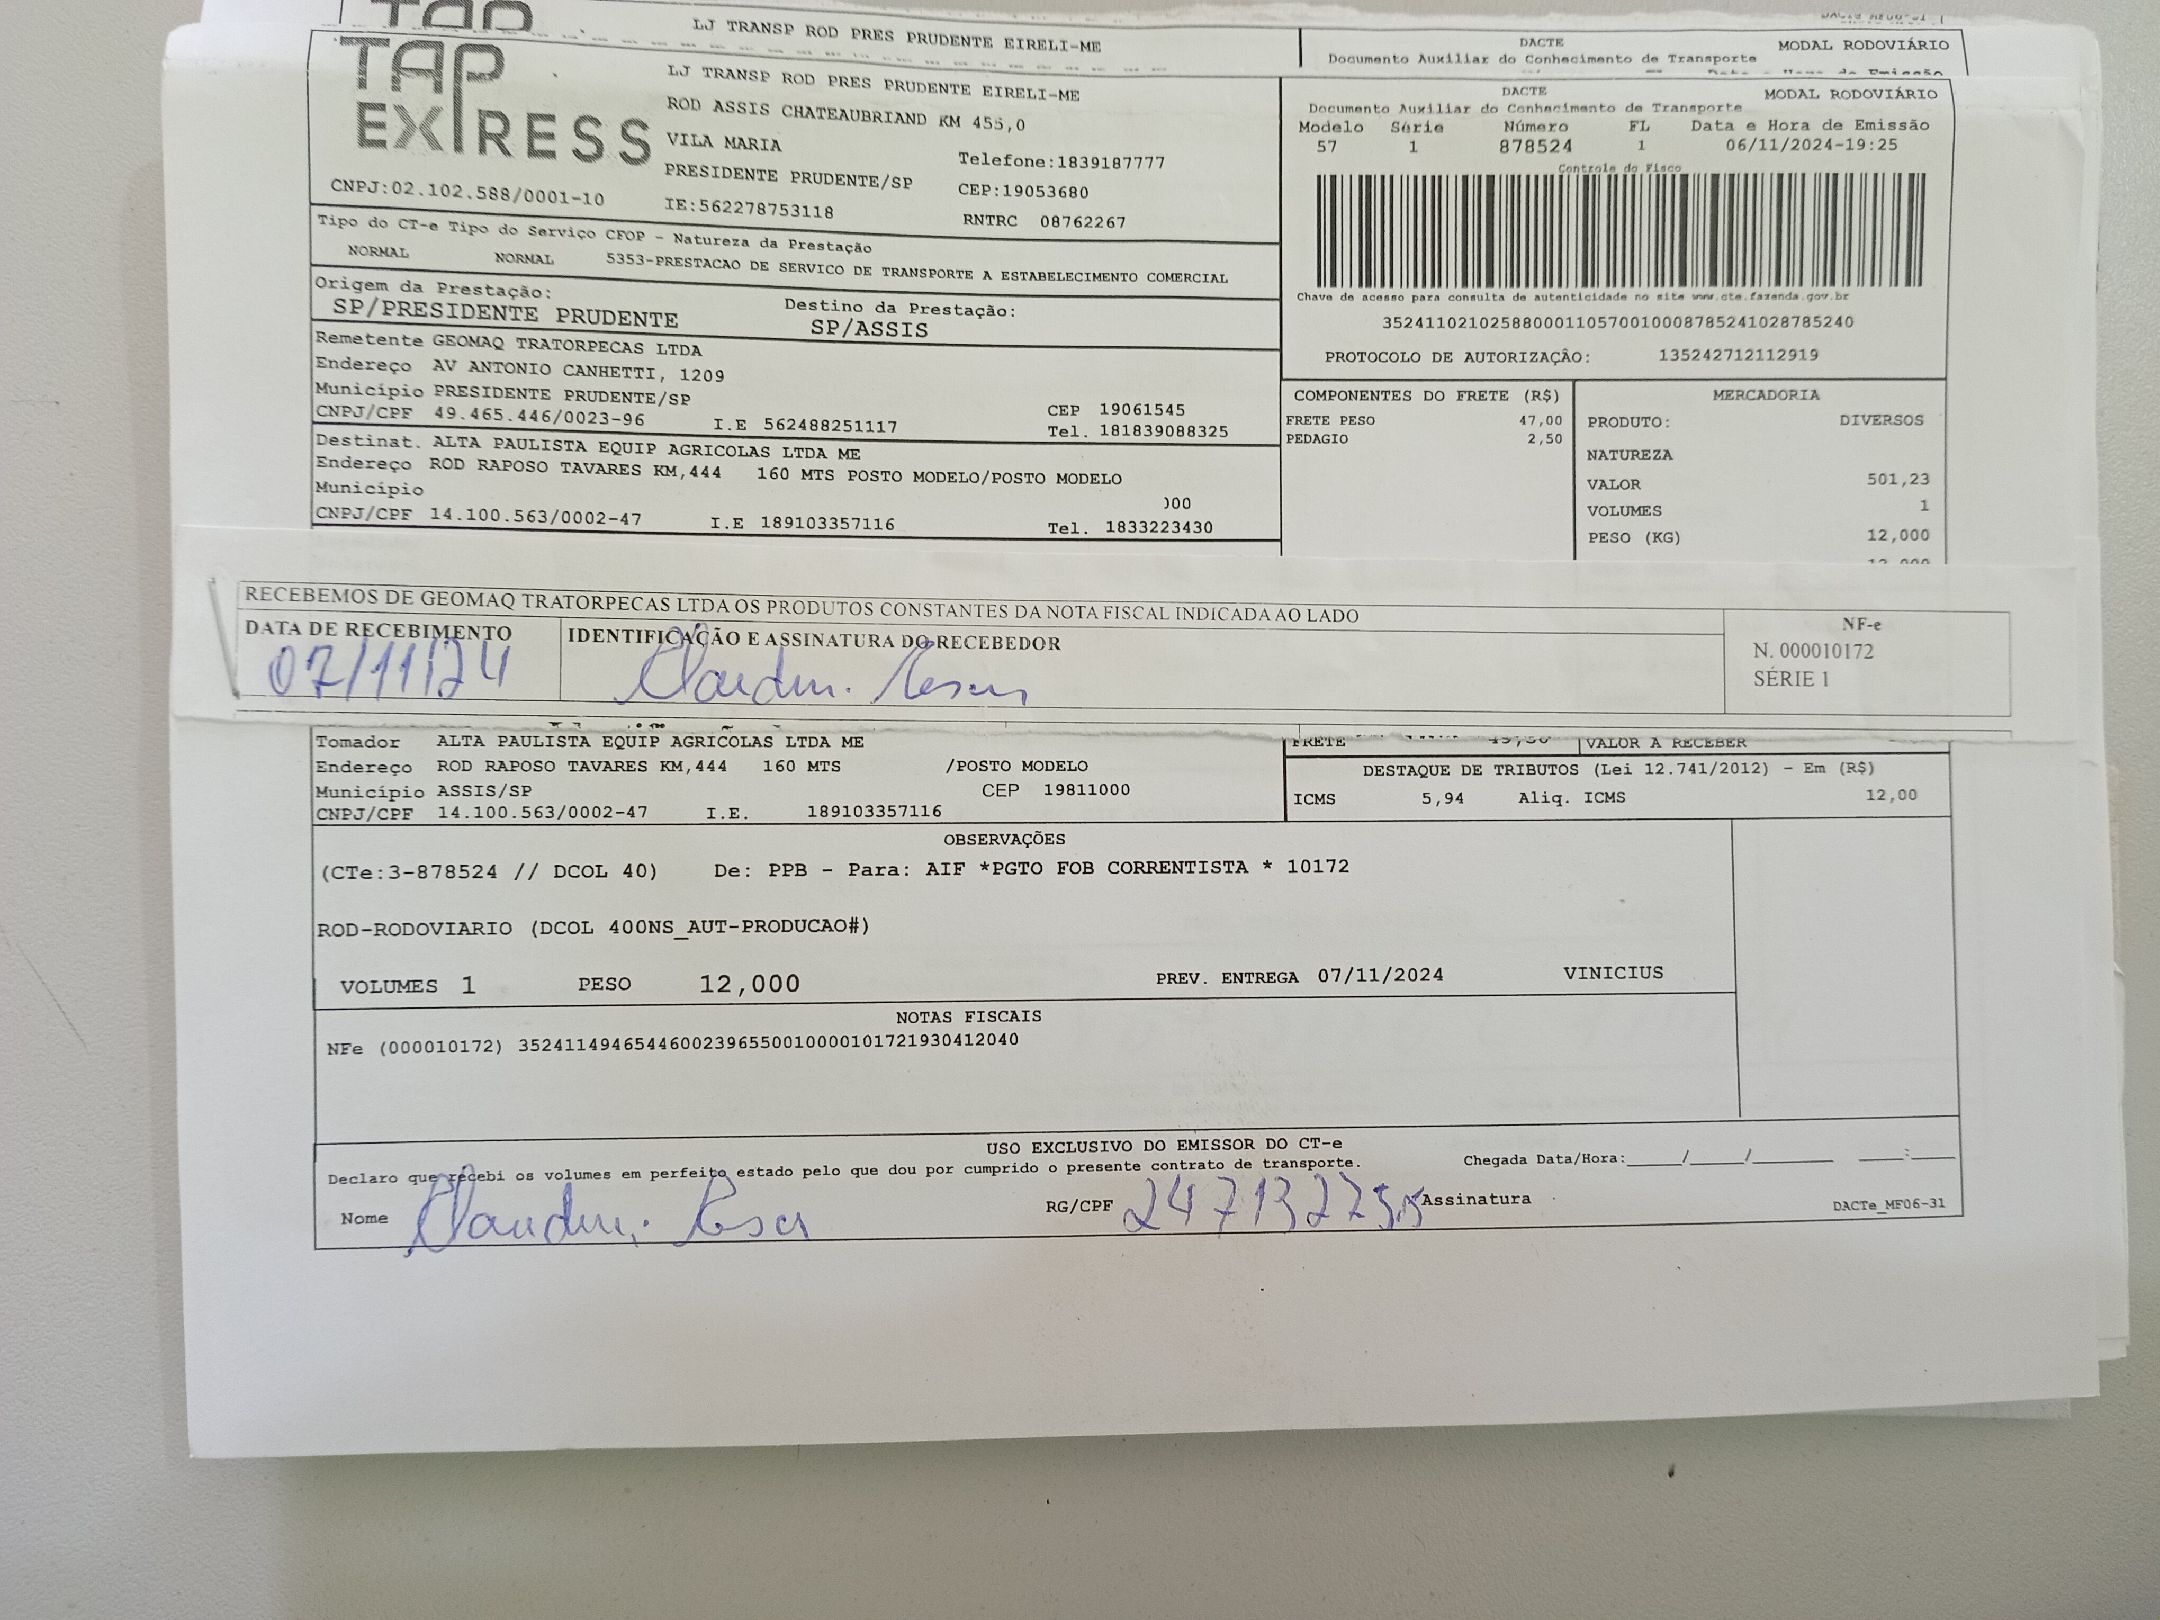 LJ TRANSP ROD PRES PRUDENTE EIRELI-ME
DACTE
MODAL RODOVIÁRIO
Documento Auxiliar do Conhecimento de Transporte
TAP EXPRESS
LJ TRANSP ROD PRES PRUDENTE EIRELI-ME
ROD ASSIS CHATEAUBRIAND KM 455,0
VILA MARIA
Telefone:1839187777
PRESIDENTE PRUDENTE/SP
CEP:19053680
CNPJ:02.102.588/0001-10
IE:562278753118
RNTRC 08762267
DACTE
MODAL RODOVIÁRIO
Documento Auxiliar do Conhecimento de Transporte
Modelo Série Número FL Data e Hora de Emissão
57 1 878524 1 06/11/2024-19:25
Controle do Fisco
Chave de acesso para consulta de autenticidade no site www.cte.fazenda.gov.br
35241102102588000110570010008785241028785240
PROTOCOLO DE AUTORIZAÇÃO: 135242712112919
Tipo do CT-e Tipo do Serviço CFOP - Natureza da Prestação
NORMAL NORMAL 5353-PRESTACAO DE SERVICO DE TRANSPORTE A ESTABELECIMENTO COMERCIAL
Origem da Prestação: Destino da Prestação:
SP/PRESIDENTE PRUDENTE SP/ASSIS
Remetente GEOMAQ TRATORPECAS LTDA
Endereço AV ANTONIO CANHETTI, 1209
Município PRESIDENTE PRUDENTE/SP CEP 19061545
CNPJ/CPF 49.465.446/0023-96 I.E 562488251117 Tel. 181839088325
Destinat. ALTA PAULISTA EQUIP AGRICOLAS LTDA ME
Endereço ROD RAPOSO TAVARES KM,444 160 MTS POSTO MODELO/POSTO MODELO
Município
CNPJ/CPF 14.100.563/0002-47 I.E 189103357116 Tel. 1833223430
COMPONENTES DO FRETE (R$)
FRETE PESO 47,00
PEDAGIO 2,50
MERCADORIA
PRODUTO: DIVERSOS
NATUREZA
VALOR 501,23
VOLUMES 1
PESO (KG) 12,000
RECEBEMOS DE GEOMAQ TRATORPECAS LTDA OS PRODUTOS CONSTANTES DA NOTA FISCAL INDICADA AO LADO
DATA DE RECEBIMENTO IDENTIFICAÇÃO E ASSINATURA DO RECEBEDOR
07/11/24
NF-e
N. 000010172
SÉRIE 1
Tomador ALTA PAULISTA EQUIP AGRICOLAS LTDA ME
Endereço ROD RAPOSO TAVARES KM,444 160 MTS /POSTO MODELO
Município ASSIS/SP CEP 19811000
CNPJ/CPF 14.100.563/0002-47 I.E. 189103357116
FRETE VALOR A RECEBER
DESTAQUE DE TRIBUTOS (Lei 12.741/2012) - Em (R$)
ICMS 5,94 Aliq. ICMS 12,00
OBSERVAÇÕES
(CTe:3-878524 // DCOL 40) De: PPB - Para: AIF *PGTO FOB CORRENTISTA * 10172
ROD-RODOVIARIO (DCOL 400NS_AUT-PRODUCAO#)
VOLUMES 1 PESO 12,000 PREV. ENTREGA 07/11/2024 VINICIUS
NOTAS FISCAIS
NFe (000010172) 35241149465446002396550010000101721930412040
USO EXCLUSIVO DO EMISSOR DO CT-e
Declaro que recebi os volumes em perfeito estado pelo que dou por cumprido o presente contrato de transporte. Chegada Data/Hora:____/____/______ ___:___
Nome RG/CPF Assinatura DACTe_MF06-31